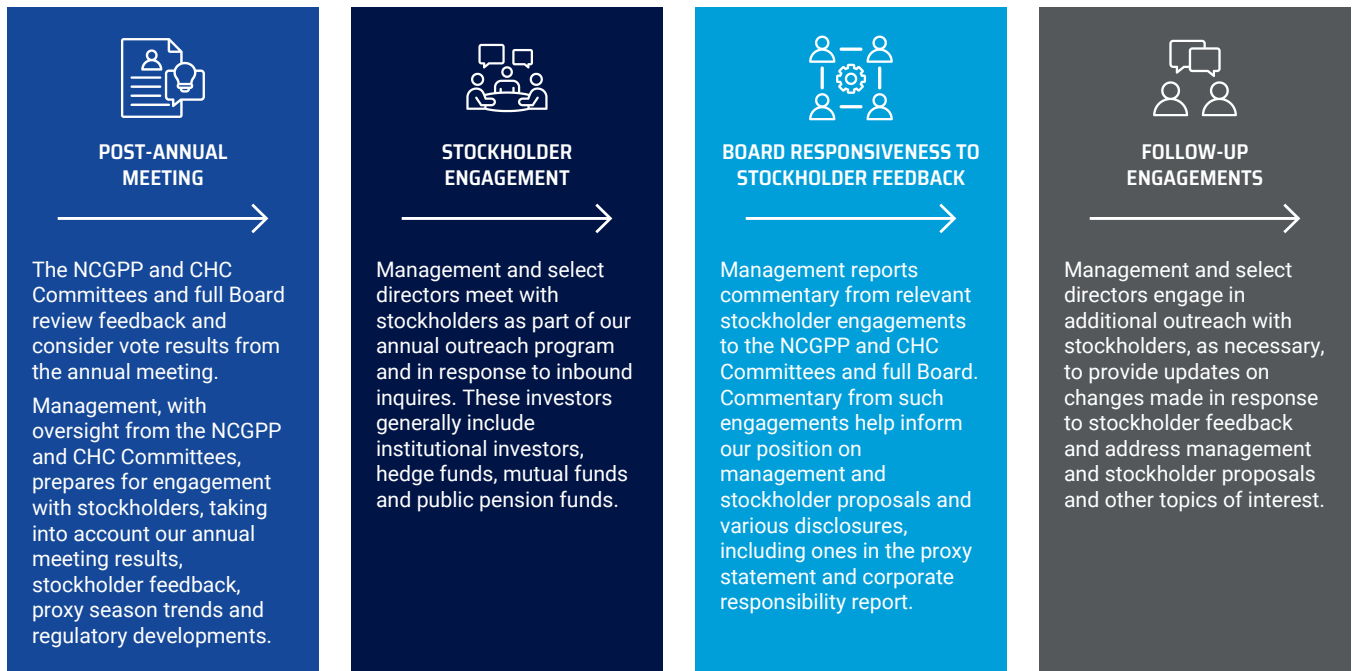 POST-ANNUAL
MEETING
The NCGPP and CHC
Committees and full Board
review feedback and
consider vote results from
the annual meeting.
Management, with
oversight from the NCGPP
and CHC Committees,
prepares for engagement
with stockholders, taking
into account our annual
meeting results,
stockholder feedback,
proxy season trends and
regulatory developments.
STOCKHOLDER
ENGAGEMENT
Management and select
directors meet with
stockholders as part of our
annual outreach program
and in response to inbound
inquires. These investors
generally include
institutional investors,
hedge funds, mutual funds
and public pension funds.
BOARD RESPONSIVENESS TO
STOCKHOLDER FEEDBACK
Management reports
commentary from relevant
stockholder engagements
to the NCGPP and CHC
Committees and full Board.
Commentary from such
engagements help inform
our position on
management and
stockholder proposals and
various disclosures,
including ones in the proxy
statement and corporate
responsibility report.
FOLLOW-UP
ENGAGEMENTS
Management and select
directors engage in
additional outreach with
stockholders, as necessary,
to provide updates on
changes made in response
to stockholder feedback
and address management
and stockholder proposals
and other topics of interest.